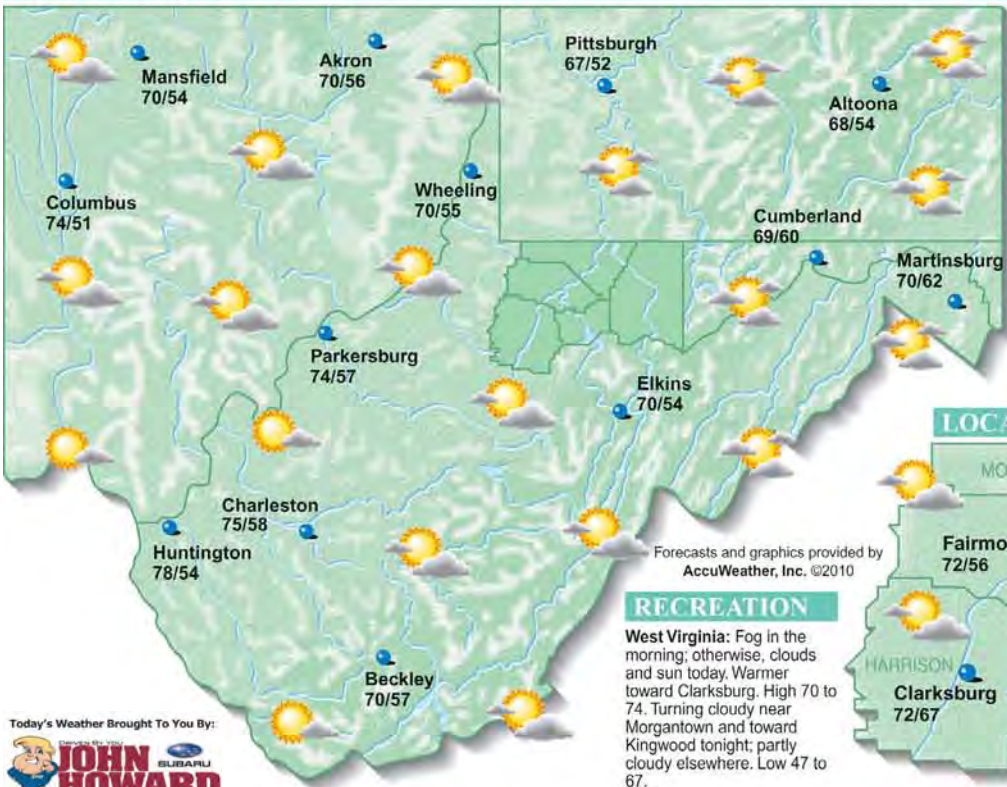 Mansfield
70/54
Akron
70/56
Pittsburgh
67/52
Altoona
68/54
Columbus
74/51
Wheeling
70/55
Cumberland
69/60
Martinsburg
70/62
Parkersburg
74/57
Elkins
70/54
Charleston
75/58
Huntington
78/54
Beckley
70/57
Forecasts and graphics provided by
AccuWeather, Inc. ©2010
RECREATION
West Virginia: Fog in the
morning; otherwise, clouds
and sun today. Warmer
toward Clarksburg. High 70 to
74. Turning cloudy near
Morgantown and toward
Kingwood tonight; partly
cloudy elsewhere. Low 47 to
67.
LOCA
MO
Fairmo
72/56
HARRISON
Clarksburg
72/67
Today's Weather Brought To You By:
DRIVEN BY YOU
SUBARU
JOHN
HOWARD